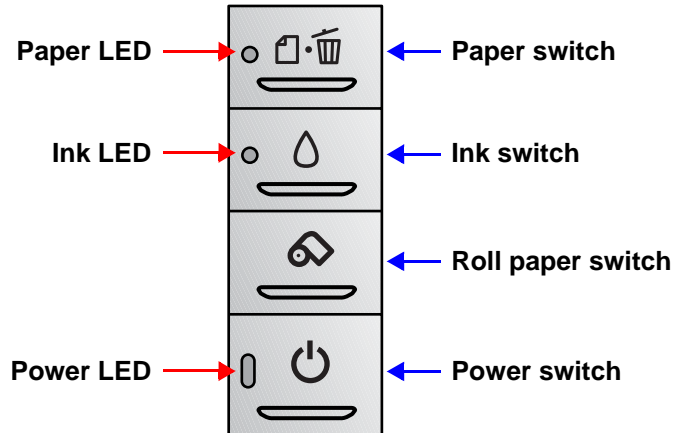 Paper LED
Paper switch
Ink LED
Ink switch
Roll paper switch
Power LED
Power switch